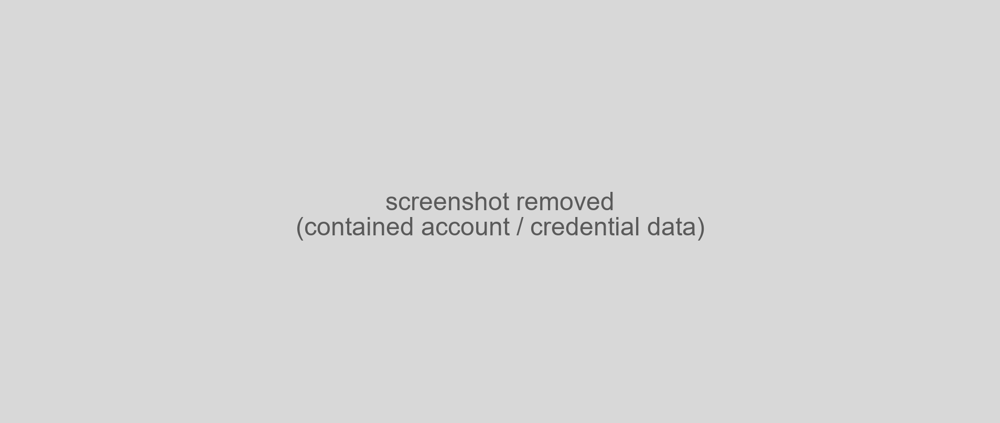 screenshot removed
(contained account / credential data)